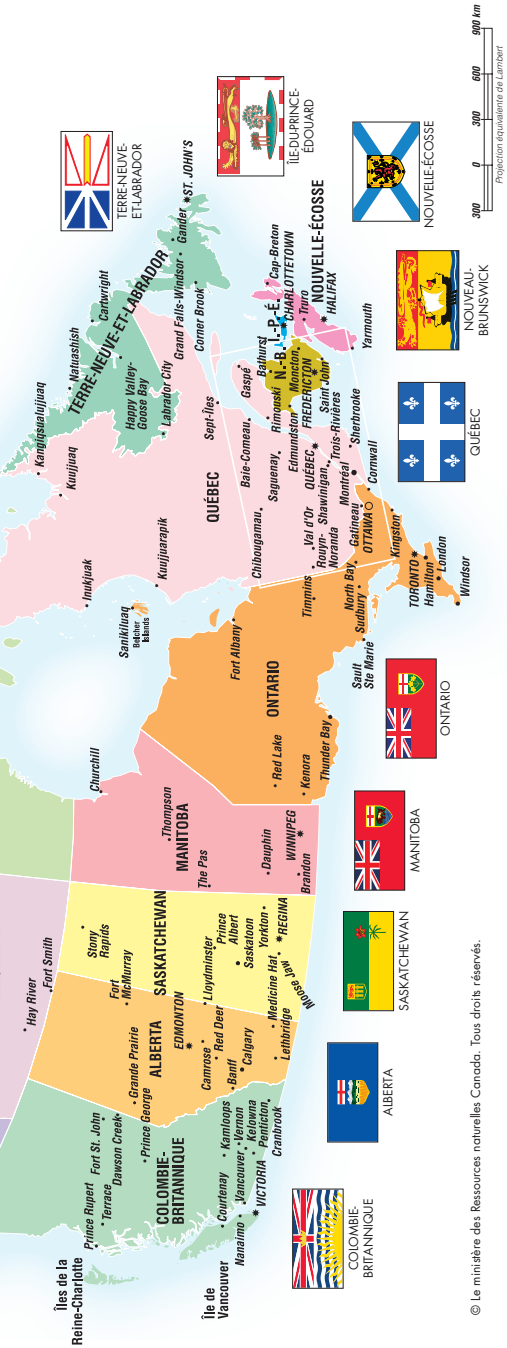 Îles de la
Reine-Charlotte
Prince Rupert
Terrace
Fort St. John
Dawson Creek
Prince George
COLOMBIE-
BRITANNIQUE
Île de
Vancouver
Courtenay
Nanaimo
Vancouver
VICTORIA
Kamloops
Vernon
Kelowna
Penticton
Cranbrook
Hay River
Fort Smith
Grande Prairie
Fort
McMurray
ALBERTA
EDMONTON
Camrose
Red Deer
Banff
Calgary
Lethbridge
Medicine Hat
Lloydminster
Stony
Rapids
SASKATCHEWAN
Prince
Albert
Saskatoon
Yorkton
REGINA
Moose Jaw
Churchill
Thompson
MANITOBA
The Pas
Dauphin
WINNIPEG
Brandon
Fort Albany
ONTARIO
Red Lake
Kenora
Thunder Bay
Sault
Ste Marie
Sudbury
North Bay
Timmins
TORONTO
Hamilton
London
Windsor
Kingston
OTTAWA
Cornwall
Sanikiluaq
Belcher
Islands
Inukjuak
Kuujjuarapik
Kuujjuaq
Kangiqsualujjuaq
QUÉBEC
Chibougamau
Val d'Or
Rouyn-
Noranda
Gatineau
Montréal
Shawinigan
Trois-Rivières
Sherbrooke
QUÉBEC
Saguenay
Baie-Comeau
Sept-Îles
Rimouski
Gaspé
Natuashish
Cartwright
Happy Valley-
Goose Bay
Labrador City
TERRE-NEUVE-ET-LABRADOR
Grand Falls-Windsor
Corner Brook
Gander
ST. JOHN'S
Edmundston
Bathurst
N.-B.
Moncton
FREDERICTON
Saint John
Î.-P.-É.
CHARLOTTETOWN
Cap-Breton
Truro
NOUVELLE-ÉCOSSE
HALIFAX
Yarmouth
COLOMBIE-
BRITANNIQUE
ALBERTA
SASKATCHEWAN
MANITOBA
ONTARIO
QUÉBEC
NOUVEAU-
BRUNSWICK
NOUVELLE-ÉCOSSE
ÎLE-DU-PRINCE-
ÉDOUARD
TERRE-NEUVE-
ET-LABRADOR
300 0 300 600 900 km
Projection équivalente de Lambert
© Le ministère des Ressources naturelles Canada. Tous droits réservés.